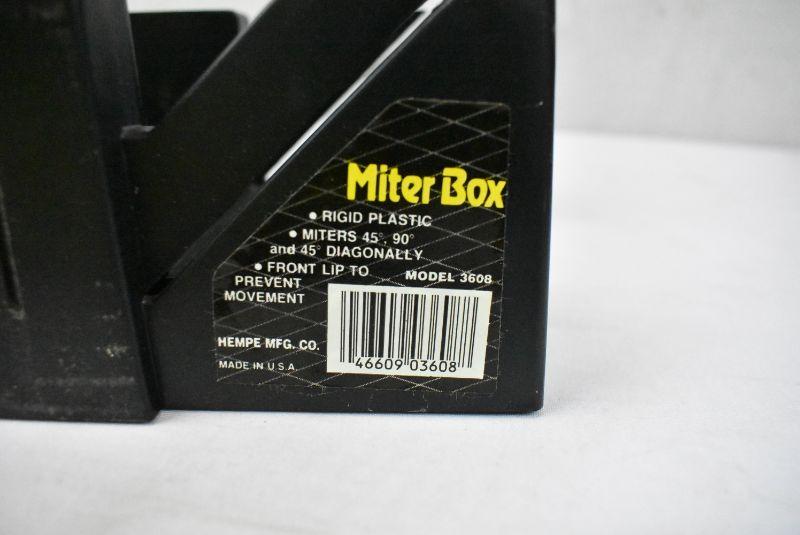 Miter Box
• RIGID PLASTIC
• MITERS 45°, 90°
and 45° DIAGONALLY
• FRONT LIP TO
PREVENT
MOVEMENT
MODEL 3608
HEMPE MFG. CO.
MADE IN U.S.A.
46609 03608